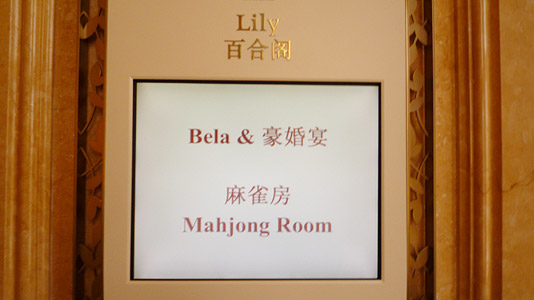 Lily
百合阁
Bela & 豪婚宴
麻雀房
Mahjong Room